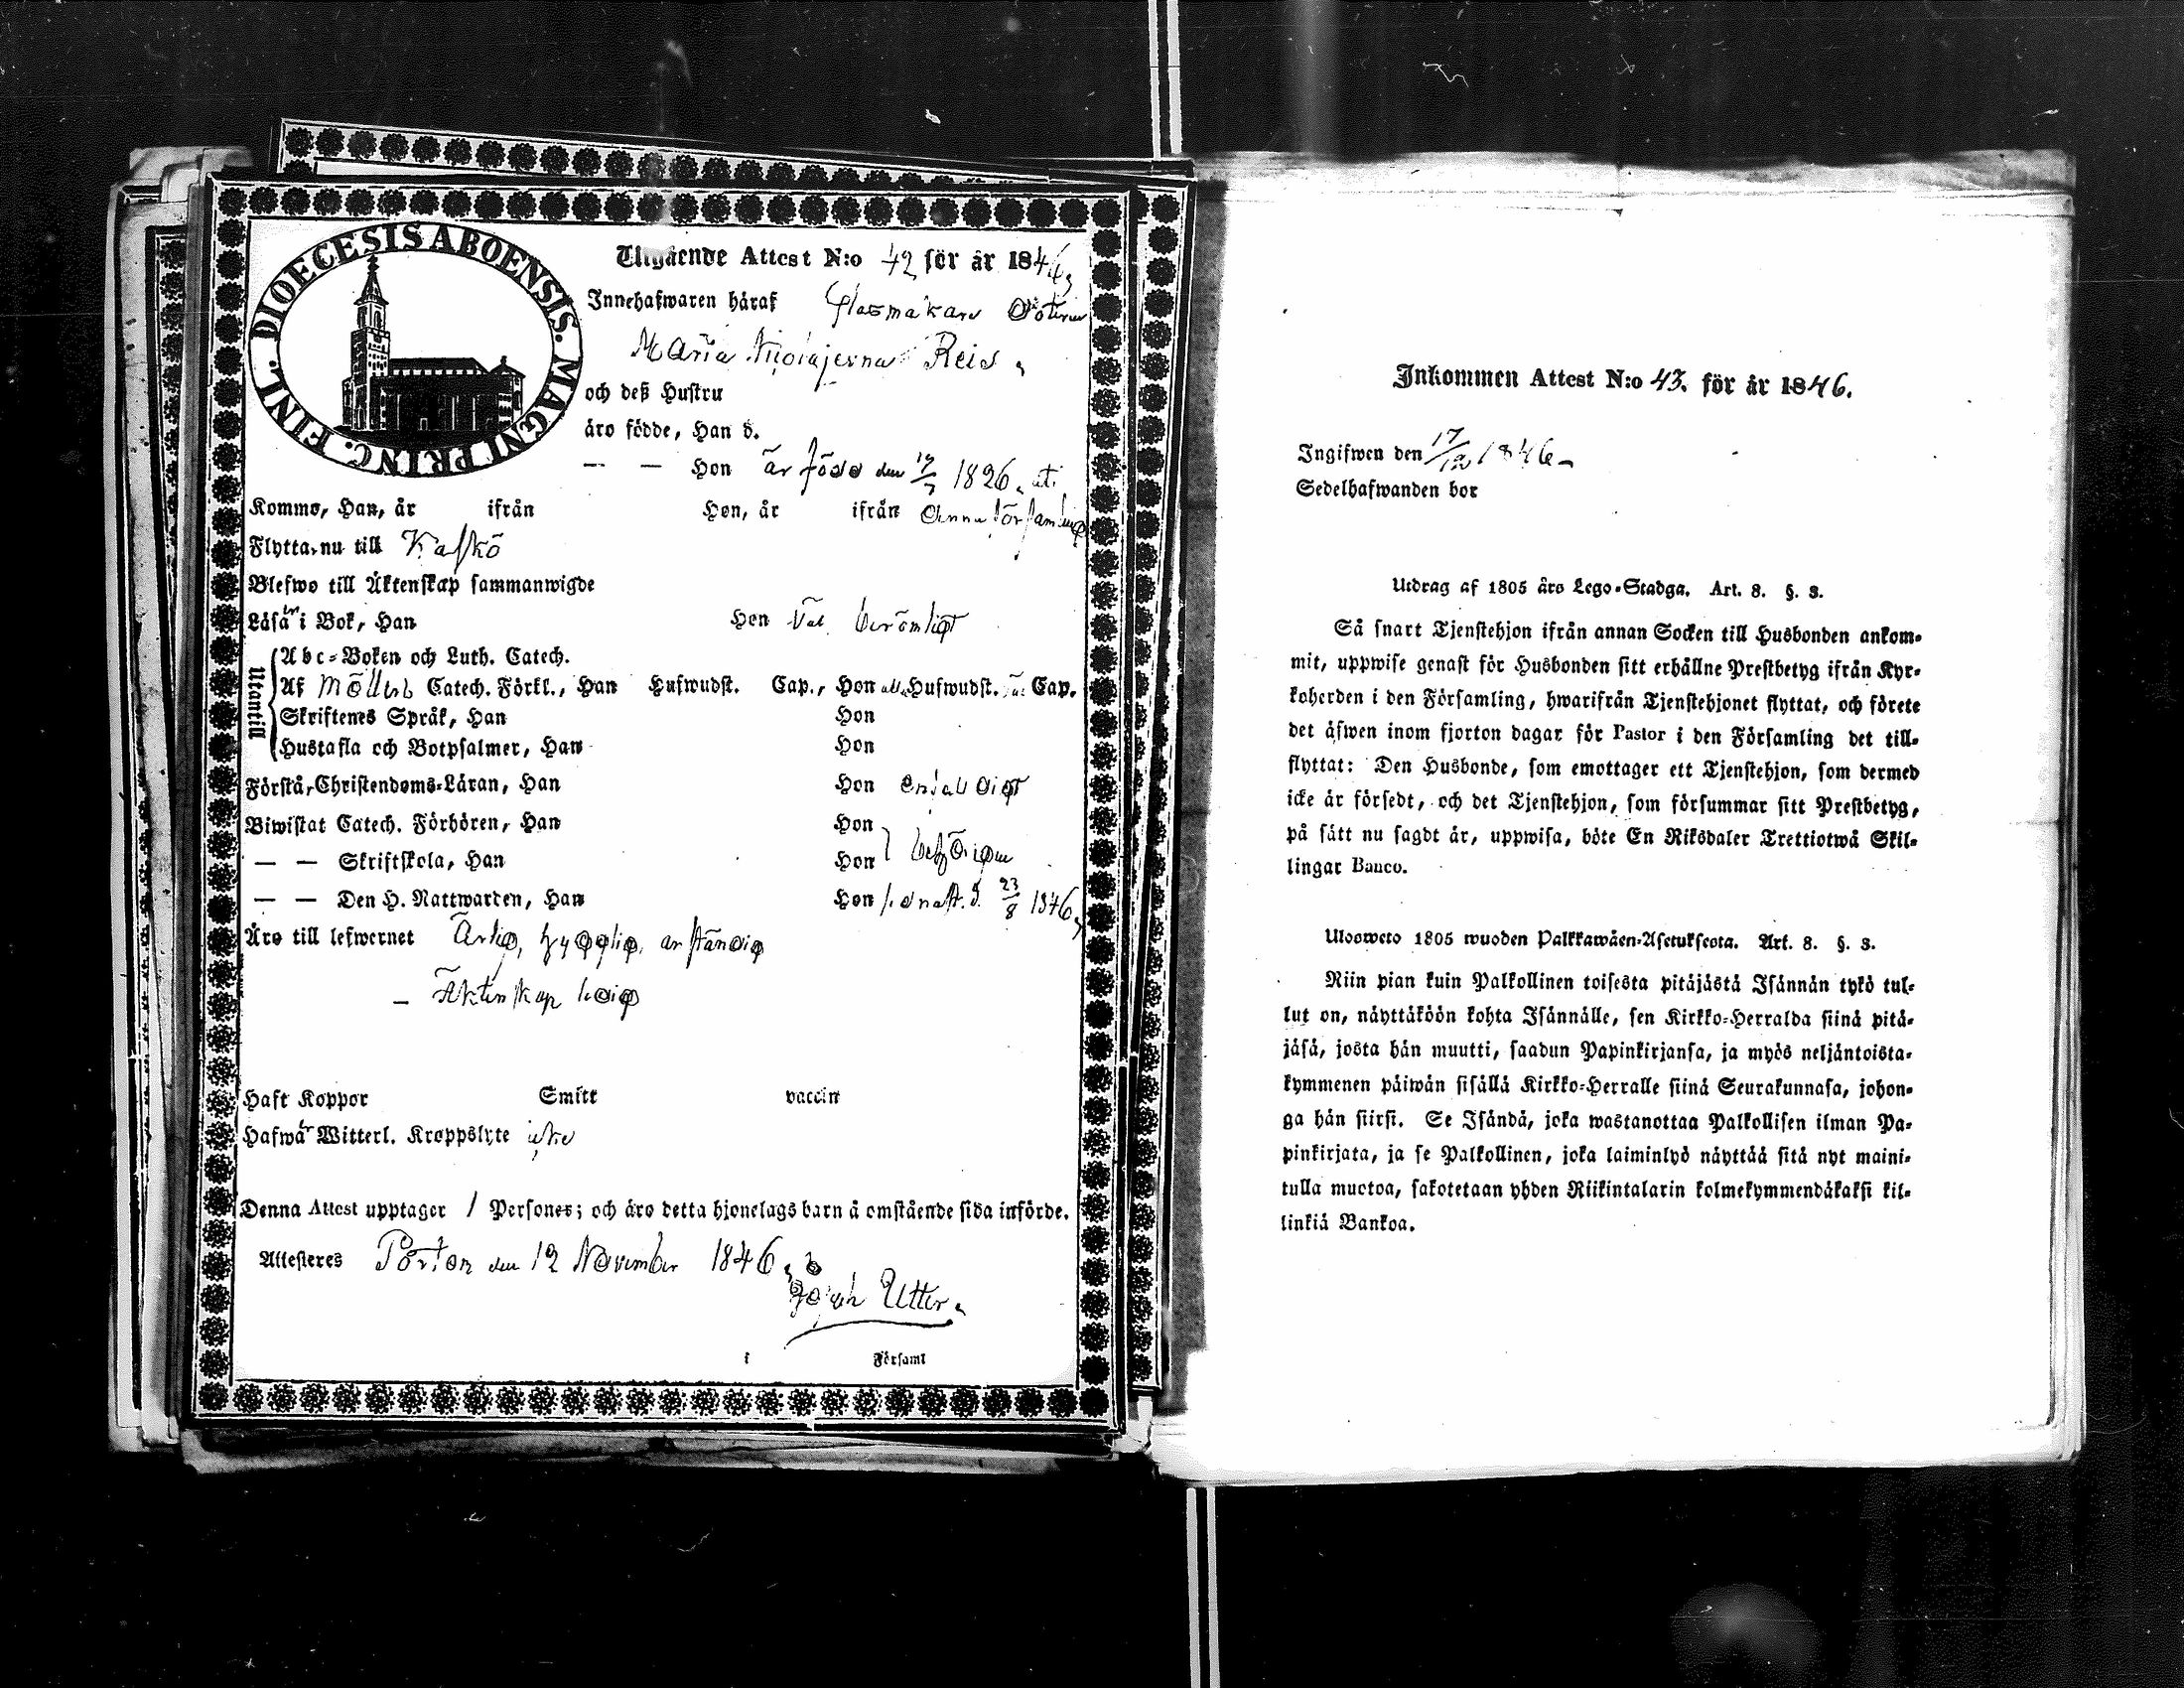 DIOECESIS ABOENSIS. MAGNI PRINC. FINL.
Utgående Attest N:o 42 för år 1846,
Innehafwaren häraf Glasmakare Dottren
Maria Nicolajevna Reis,
och deß Hustru
äro födde, Han d.
— — Hon är född den 17/7 1826, uti
Kommo, Han, år ifrån Hon, år ifrån denna församling
Flytta, nu till Kaskö
Blefwo till Äktenskap sammanwigde
Läsa i Bok, Han Hon Väl berömligt
Utantill
Abc-Boken och Luth. Catech.
Af Möllers Catech. Förkl., Han Hufwudst. Cap., Hon alla Hufwudst. Cap.
Skriftenes Språk, Han Hon
Hustafla och Botpsalmer, Han Hon
Förstå, Christendoms-Läran, Han Hon enfaldigt
Biwistat Catech. Förhören, Han Hon
— — Skriftskola, Han Hon behörigen
— — Den H. Nattwarden, Han Hon sednast d. 23/8 1846,
Äro till lefwernet Ärlig, hygglig, anständig
— Äktenskap ledig
Haft Koppor Smitt vaccin
Hafwa Witterl. Kroppslyte icke
Denna Attest upptager 1 Persones; och äro detta hjonelags barn å omstående sida införde.
Attesteres Pörtom den 12 November 1846,
Joseph Utter.
i Församl
Inkommen Attest N:o 43. för år 1846.
Ingifwen den 17/12 1846-
Sedelhafwanden bor
Utdrag af 1805 års Lego-Stadga. Art. 8. §. 3.
Så snart Tjenstehjon ifrån annan Socken till Husbonden ankom-
mit, uppwise genast för Husbonden sitt erhållne Prestbetyg ifrån Kyr-
koherden i den Församling, hwarifrån Tjenstehjonet flyttat, och förete
det äfwen inom fjorton dagar för Pastor i den Församling det till-
flyttat: Den Husbonde, som emottager ett Tjenstehjon, som dermed
icke är försedt, och det Tjenstehjon, som försummar sitt Prestbetyg,
på sätt nu sagdt är, uppwisa, böte En Riksdaler Trettiotwå Skil-
lingar Banco.
Ulosweto 1805 wuoden Palkkawäen-Asetuksesta. Art. 8. §. 3.
Niin pian kuin Palkollinen toisesta pitäjästä Isännän tykö tul-
lut on, näyttäköön kohta Isännälle, sen Kirkko-Herralda siinä pitä-
jäsä, josta hän muutti, saadun Papinkirjansa, ja myös neljäntoista-
kymmenen päiwän sisällä Kirkko-Herralle siinä Seurakunnasa, johon-
ga hän siirsi. Se Isändä, joka wastanottaa Palkollisen ilman Pa-
pinkirjata, ja se Palkollinen, joka laiminlyö näyttää sitä nyt maini-
tulla muotoa, sakotetaan yhden Riikintalarin kolmekymmendäkaksi kil-
linkiä Bankoa.